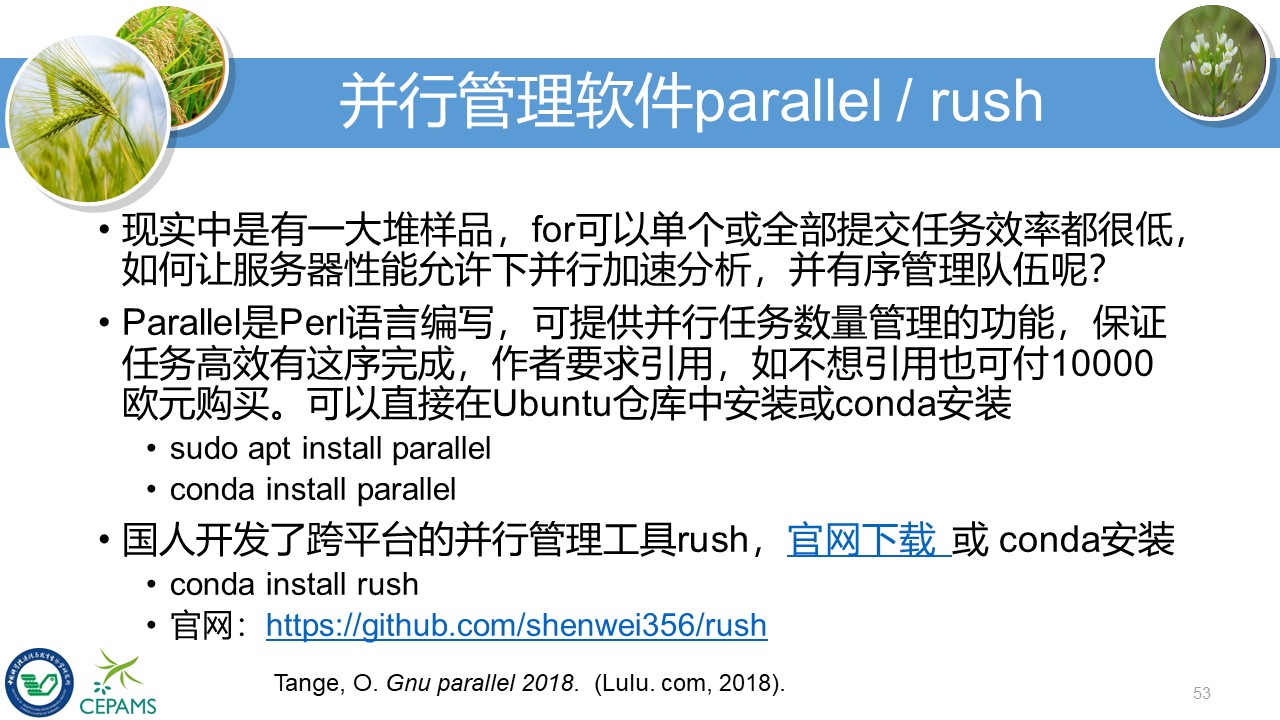 并行管理软件parallel / rush
• 现实中是有一大堆样品，for可以单个或全部提交任务效率都很低，
如何让服务器性能允许下并行加速分析，并有序管理队伍呢？
• Parallel是Perl语言编写，可提供并行任务数量管理的功能，保证
任务高效有这序完成，作者要求引用，如不想引用也可付10000
欧元购买。可以直接在Ubuntu仓库中安装或conda安装
• sudo apt install parallel
• conda install parallel
• 国人开发了跨平台的并行管理工具rush，官网下载 或 conda安装
• conda install rush
• 官网：https://github.com/shenwei356/rush
CEPAMS
Tange, O. Gnu parallel 2018. (Lulu. com, 2018).
53